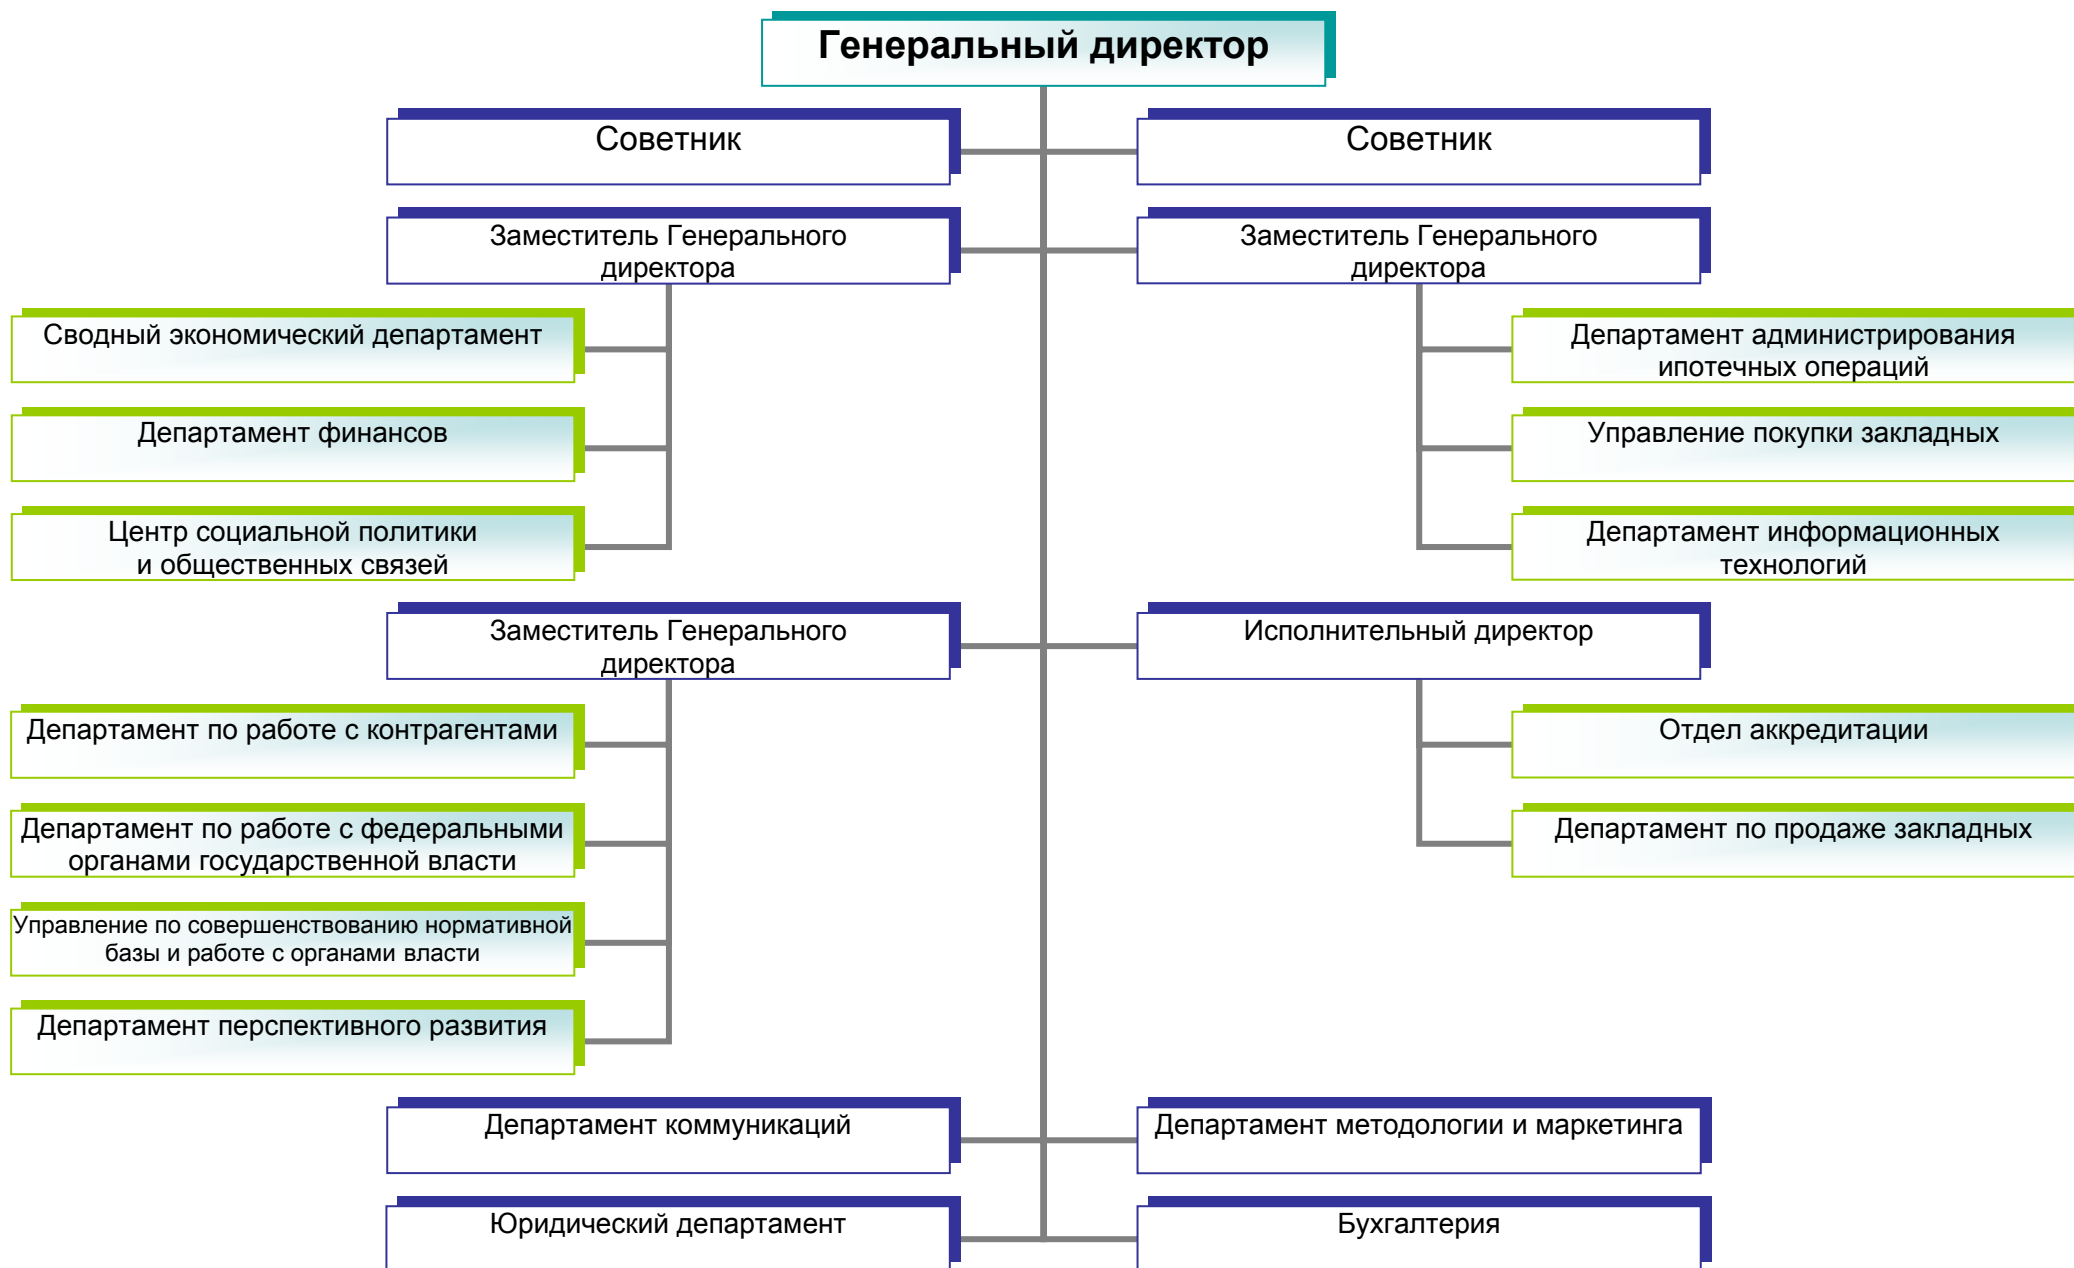 Генеральный директор
Советник
Советник
Заместитель Генерального
директора
Заместитель Генерального
директора
Сводный экономический департамент
Департамент администрирования
ипотечных операций
Департамент финансов
Управление покупки закладных
Центр социальной политики
и общественных связей
Департамент информационных
технологий
Заместитель Генерального
директора
Исполнительный директор
Департамент по работе с контрагентами
Отдел аккредитации
Департамент по работе с федеральными
органами государственной власти
Департамент по продаже закладных
Управление по совершенствованию нормативной
базы и работе с органами власти
Департамент перспективного развития
Департамент коммуникаций
Департамент методологии и маркетинга
Юридический департамент
Бухгалтерия